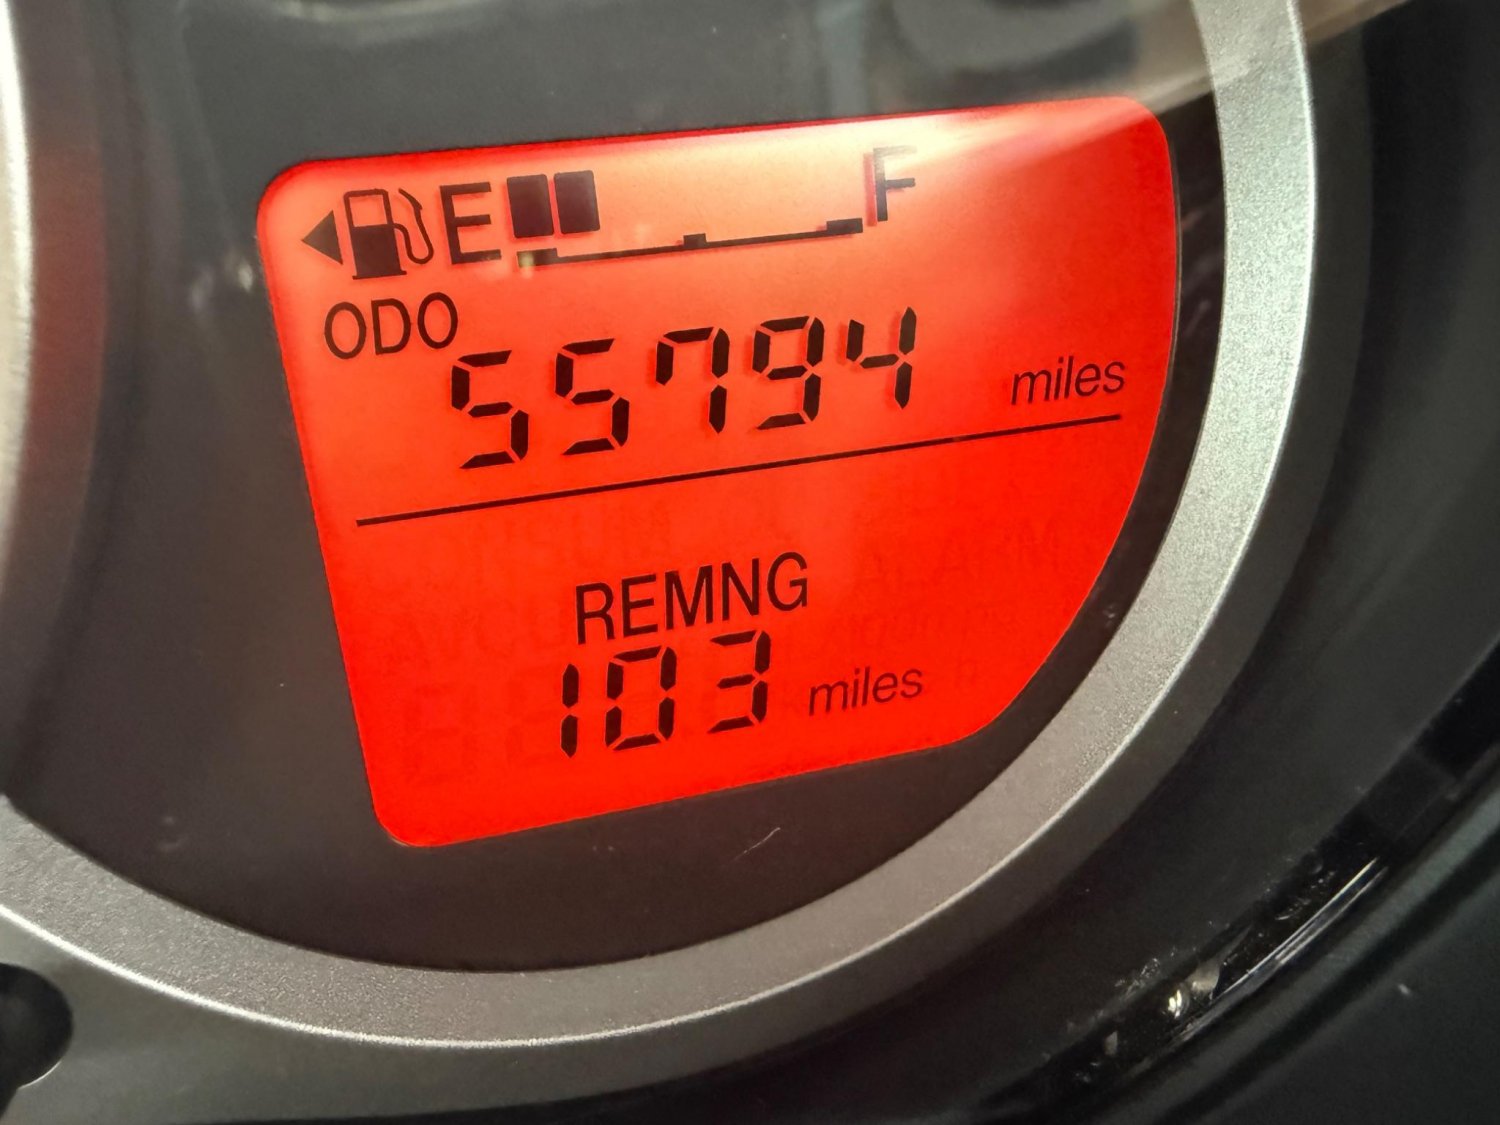 E F
ODO
55794 miles
REMNG
103 miles